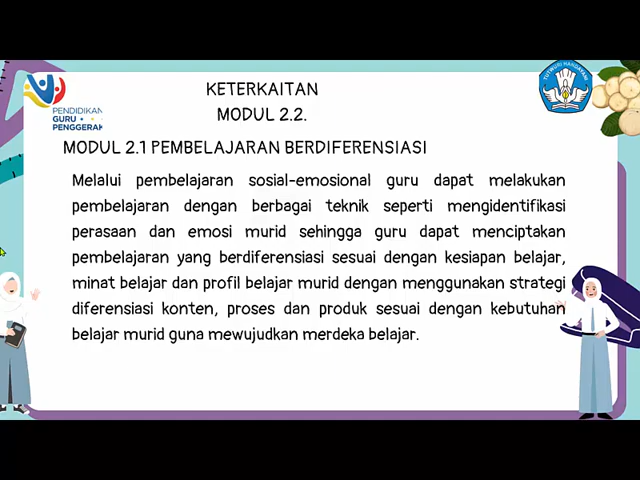 KETERKAITAN
MODUL 2.2.
PENDIDIKAN
GURU
PENGGERAK
TUT WURI HANDAYANI
MODUL 2.1 PEMBELAJARAN BERDIFERENSIASI
Melalui pembelajaran sosial-emosional guru dapat melakukan
pembelajaran dengan berbagai teknik seperti mengidentifikasi
perasaan dan emosi murid sehingga guru dapat menciptakan
pembelajaran yang berdiferensiasi sesuai dengan kesiapan belajar,
minat belajar dan profil belajar murid dengan menggunakan strategi
diferensiasi konten, proses dan produk sesuai dengan kebutuhan
belajar murid guna mewujudkan merdeka belajar.